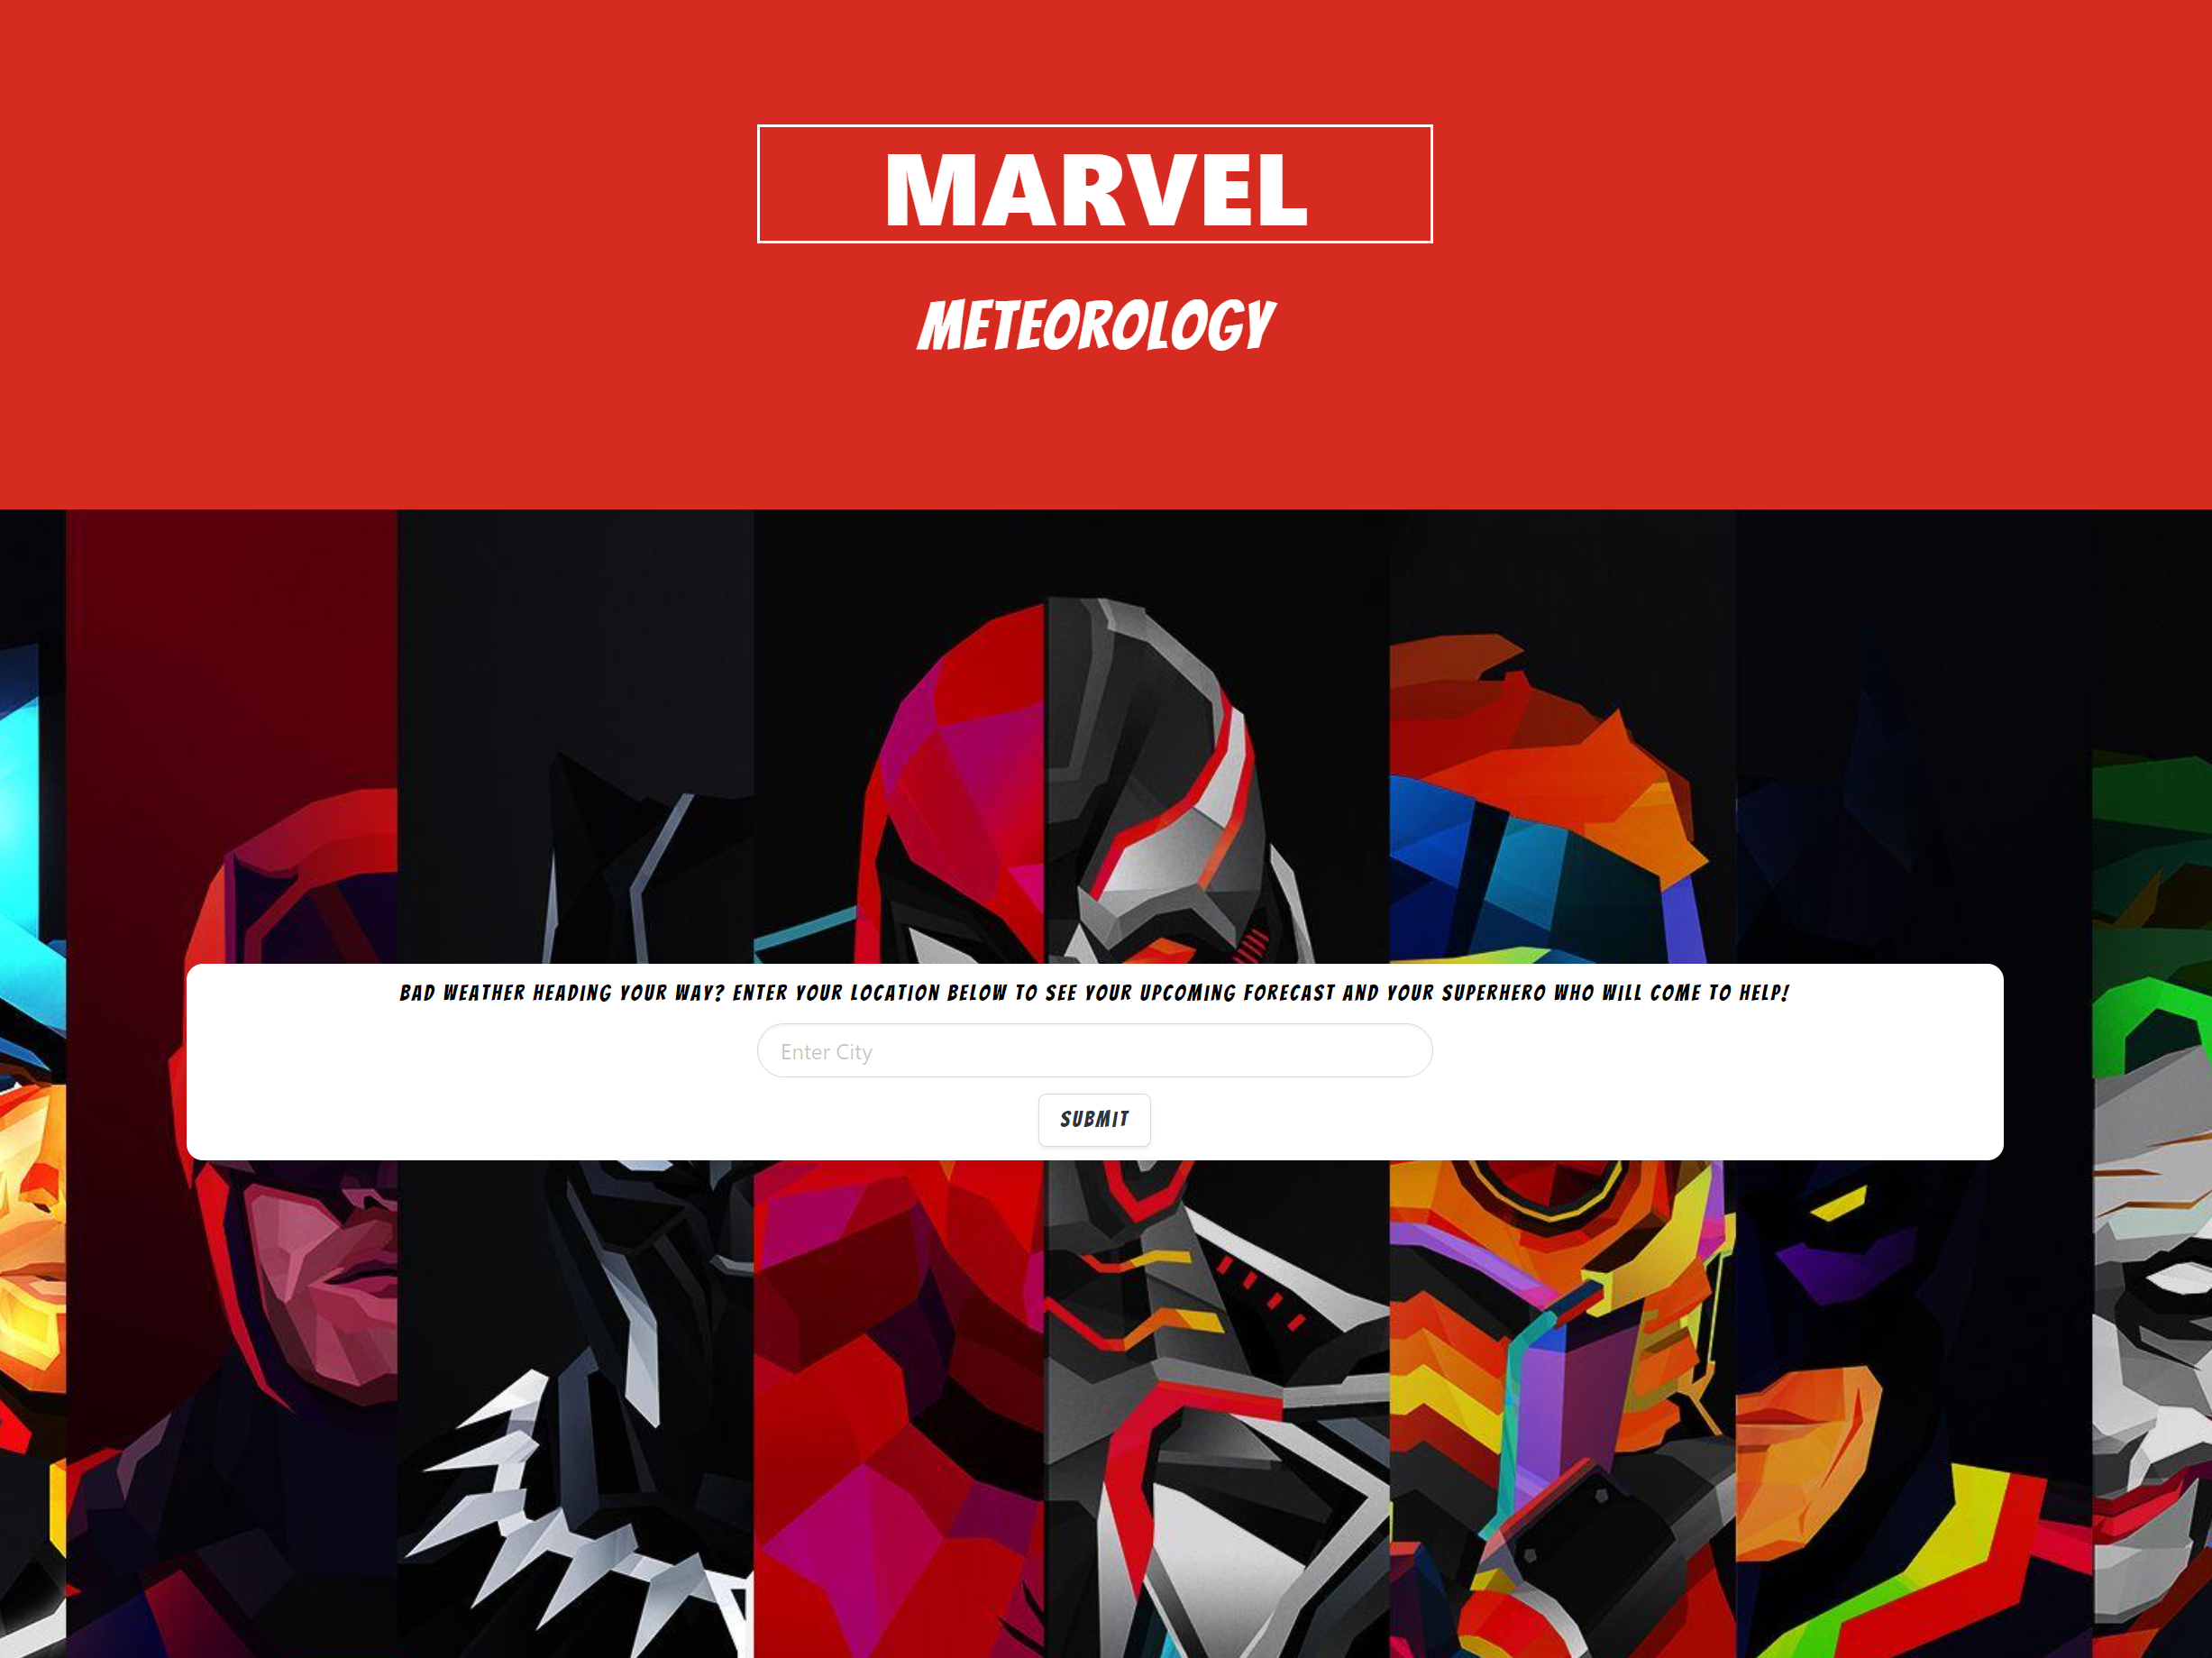 MARVEL
METEOROLOGY
BAD WEATHER HEADING YOUR WAY? ENTER YOUR LOCATION BELOW TO SEE YOUR UPCOMING FORECAST AND YOUR SUPERHERO WHO WILL COME TO HELP!
Enter City
SUBMIT